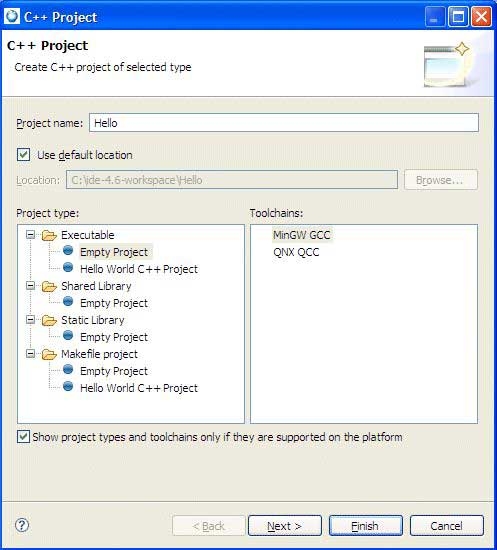 C++ Project
C++ Project
Create C++ project of selected type
Project name: Hello
Use default location
Location: C:\ide-4.6-workspace\Hello Browse...
Project type: Toolchains:
Executable MinGW GCC
Empty Project QNX QCC
Hello World C++ Project
Shared Library
Empty Project
Static Library
Empty Project
Makefile project
Empty Project
Hello World C++ Project
Show project types and toolchains only if they are supported on the platform
? < Back Next > Finish Cancel